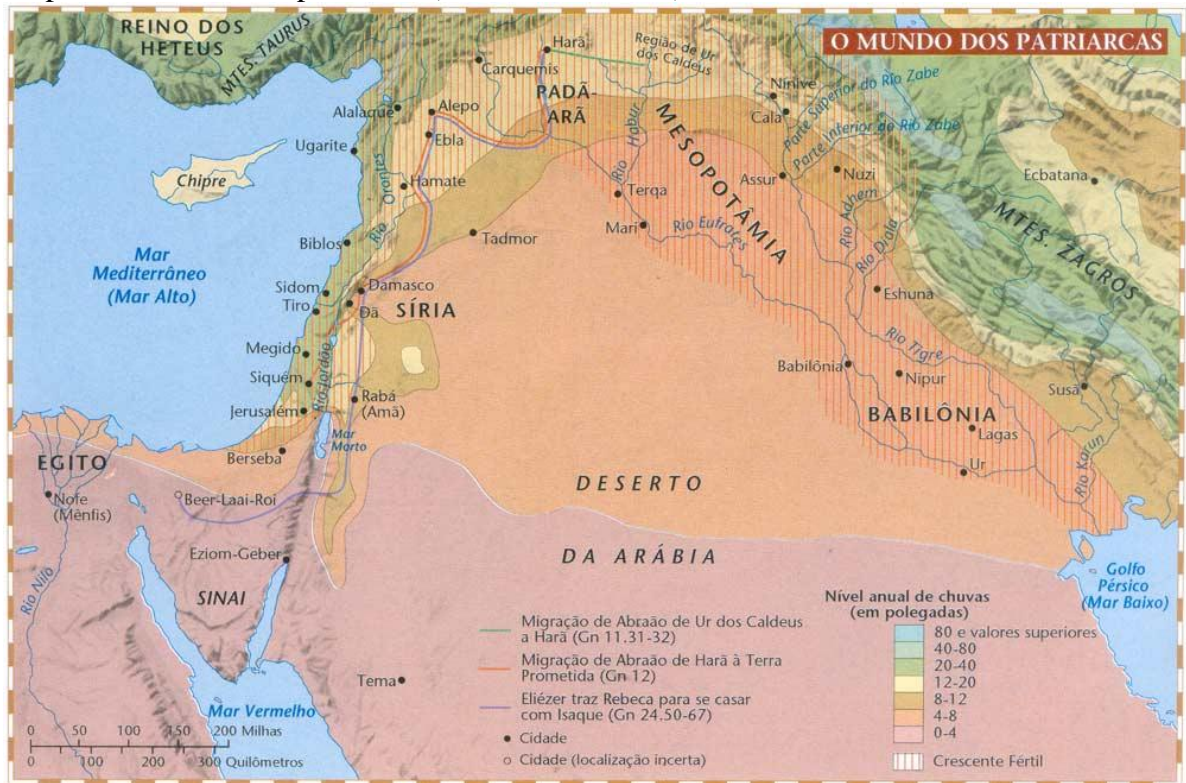 O MUNDO DOS PATRIARCAS
REINO DOS
HETEUS
MTES. TAURUS
Harã
Região de Ur
dos Caldeus
Carquemis
PADÃ-
ARÃ
Nínive
Cala
Parte Superior do Rio Zabe
Parte Inferior do Rio Zabe
Alalaque
Alepo
Ebla
Ugarite
Rio Orontes
Chipre
Hamate
Rio Habur
MESOPOTÂMIA
Assur
Nuzi
Ecbatana
Terqa
Mari
Rio Eufrates
Rio Adhem
Rio Diala
MTES. ZAGROS
Tadmor
Biblos
Mar
Mediterrâneo
(Mar Alto)
Sidom
Tiro
Damasco
Dã
SÍRIA
Eshuna
Rio Tigre
Megido
Siquém
Rio Jordão
Jerusalém
Rabá
(Amã)
Mar
Morto
Babilônia
Nipur
Susã
BABILÔNIA
Lagas
Ur
Rio Karun
Berseba
EGITO
Nofe
(Mênfis)
Beer-Laai-Roi
DESERTO
DA ARÁBIA
Eziom-Geber
SINAI
Rio Nilo
Golfo
Pérsico
(Mar Baixo)
Tema
Mar Vermelho
Migração de Abraão de Ur dos Caldeus
a Harã (Gn 11.31-32)
Migração de Abraão de Harã à Terra
Prometida (Gn 12)
Eliézer traz Rebeca para se casar
com Isaque (Gn 24.50-67)
Cidade
Cidade (localização incerta)
Nível anual de chuvas
(em polegadas)
80 e valores superiores
40-80
20-40
12-20
8-12
4-8
0-4
Crescente Fértil
0 50 100 150 200 Milhas
0 100 200 300 Quilômetros